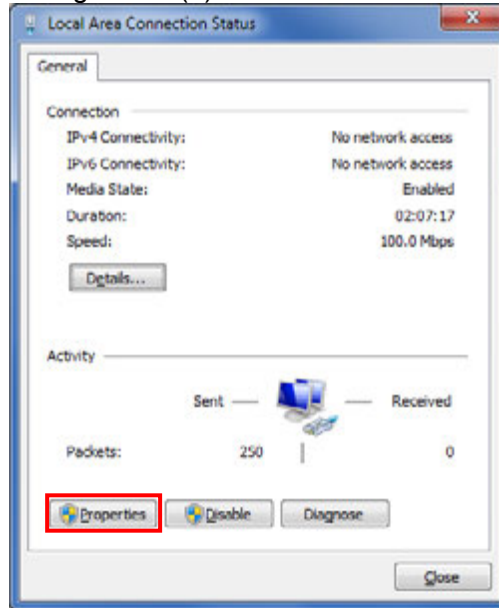 Local Area Connection Status
General
Connection
IPv4 Connectivity: No network access
IPv6 Connectivity: No network access
Media State: Enabled
Duration: 02:07:17
Speed: 100.0 Mbps
Details...
Activity
Sent Received
Packets: 250 0
Properties Disable Diagnose
Close